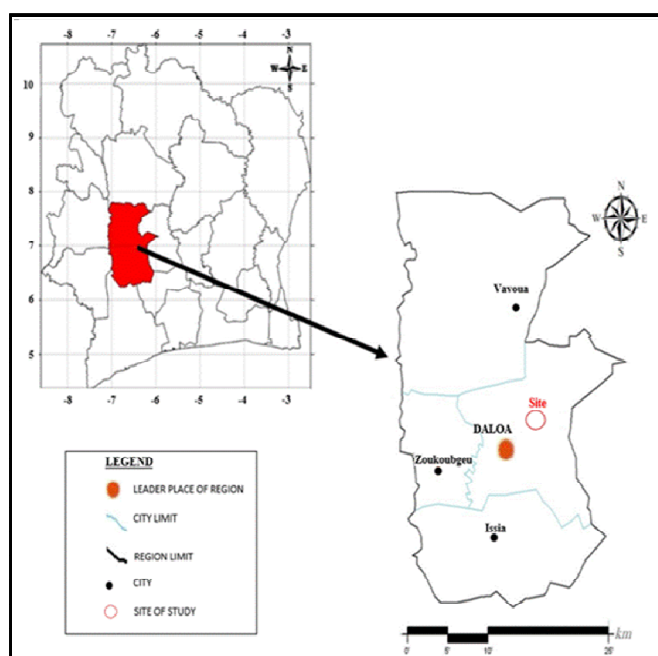 -8 -7 -6 -5 -4 -3
N
W E
S
10
9
8
7
6
5
-8 -7 -6 -5 -4 -3
N
W E
S
Vavoua
Site
DALOA
Zoukoubgeu
Issia
LEGEND
LEADER PLACE OF REGION
CITY LIMIT
REGION LIMIT
CITY
SITE OF STUDY
km
0' 5' 10' 25'